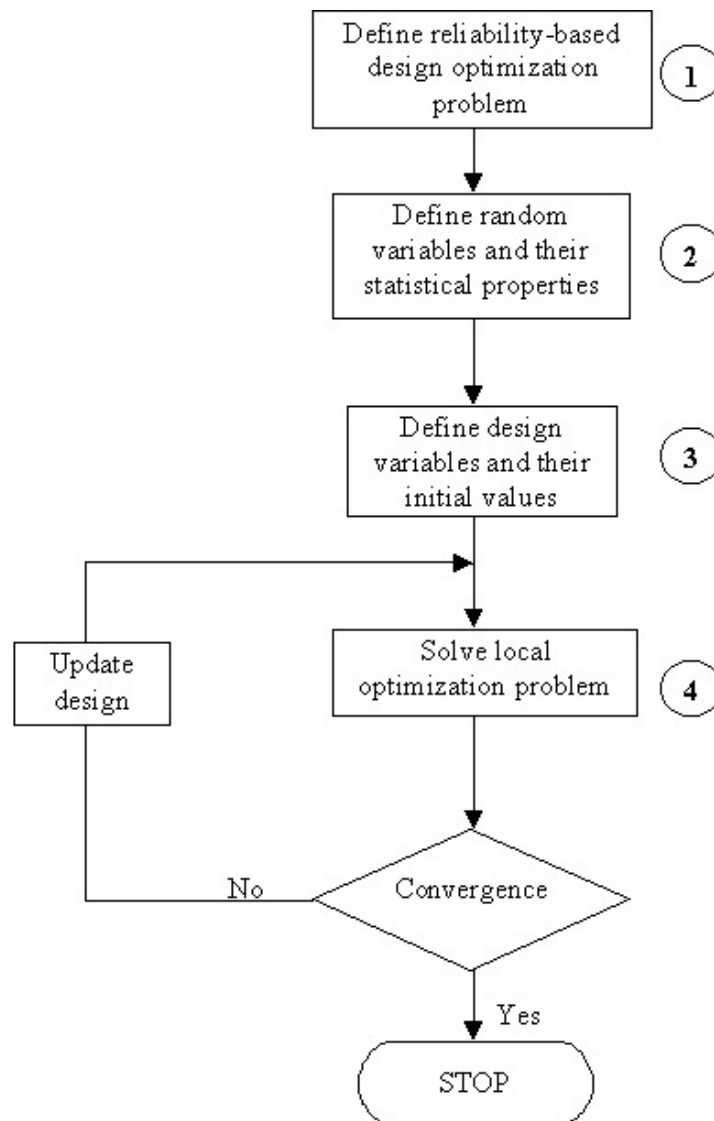 Define reliability-based
design optimization
problem
1
Define random
variables and their
statistical properties
2
Define design
variables and their
initial values
3
Update
design
Solve local
optimization problem
4
No
Convergence
Yes
STOP